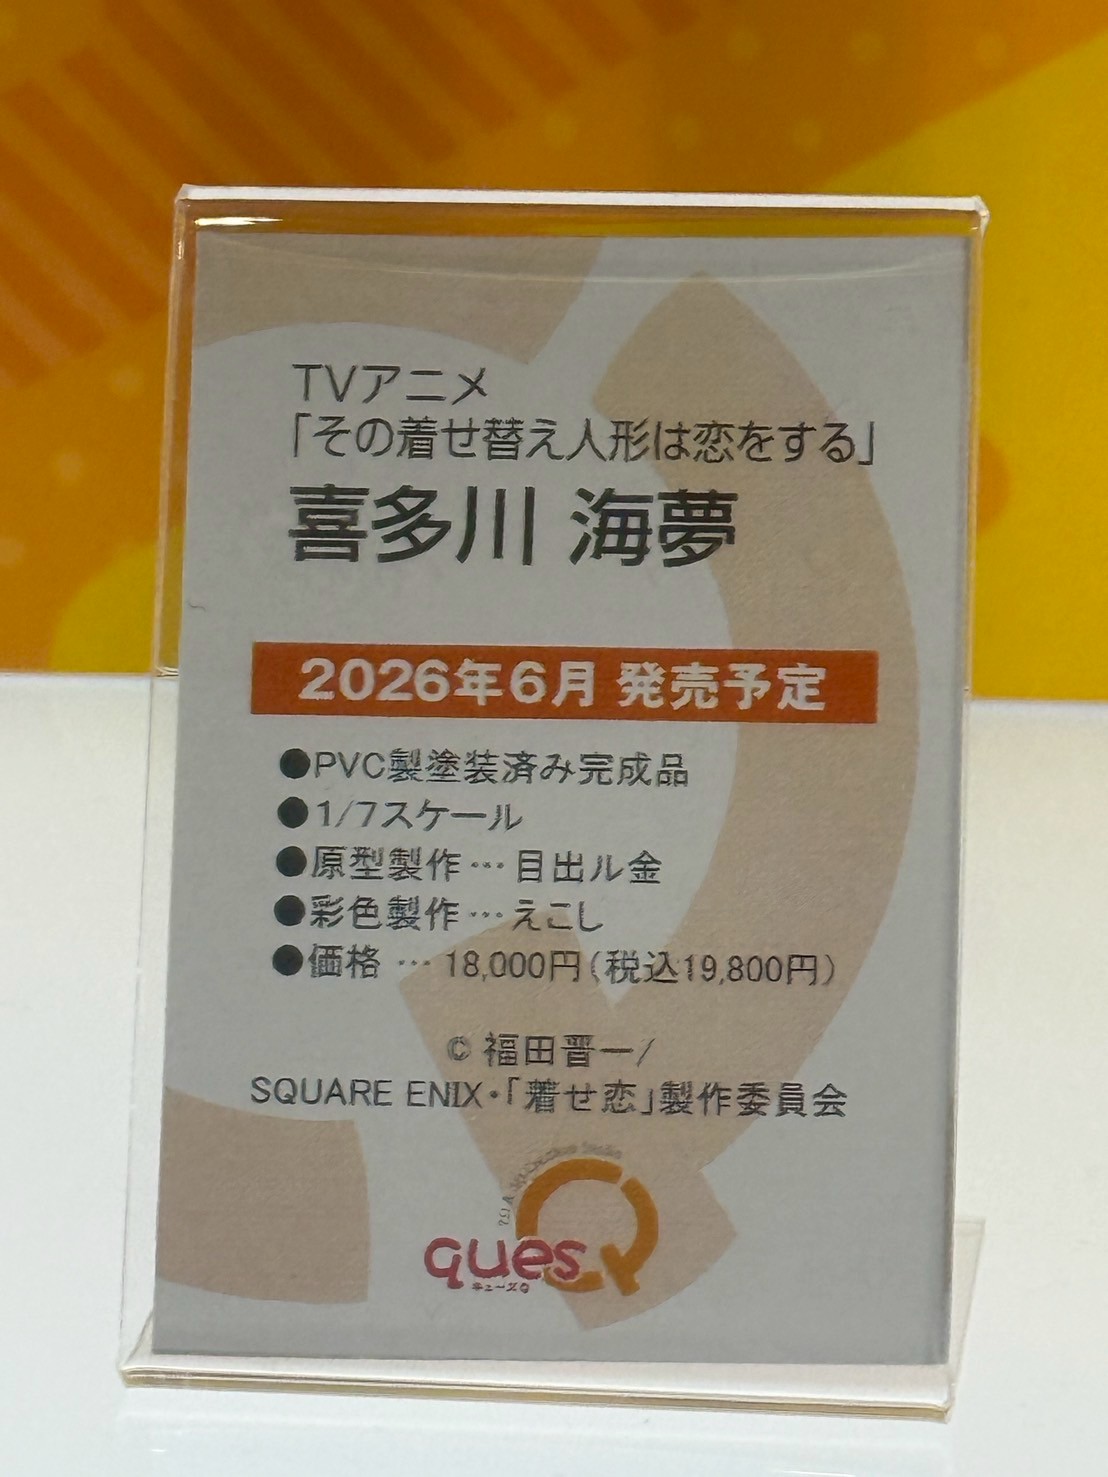 TVアニメ
「その着せ替え人形は恋をする」
喜多川 海夢
2026年6月 発売予定
●PVC製塗装済み完成品
●1/7スケール
●原型製作…目出ル金
●彩色製作…えこし
●価格…18,000円(税込19,800円)
© 福田晋一/
SQUARE ENIX・「着せ恋」製作委員会
quesQ
キューズQ